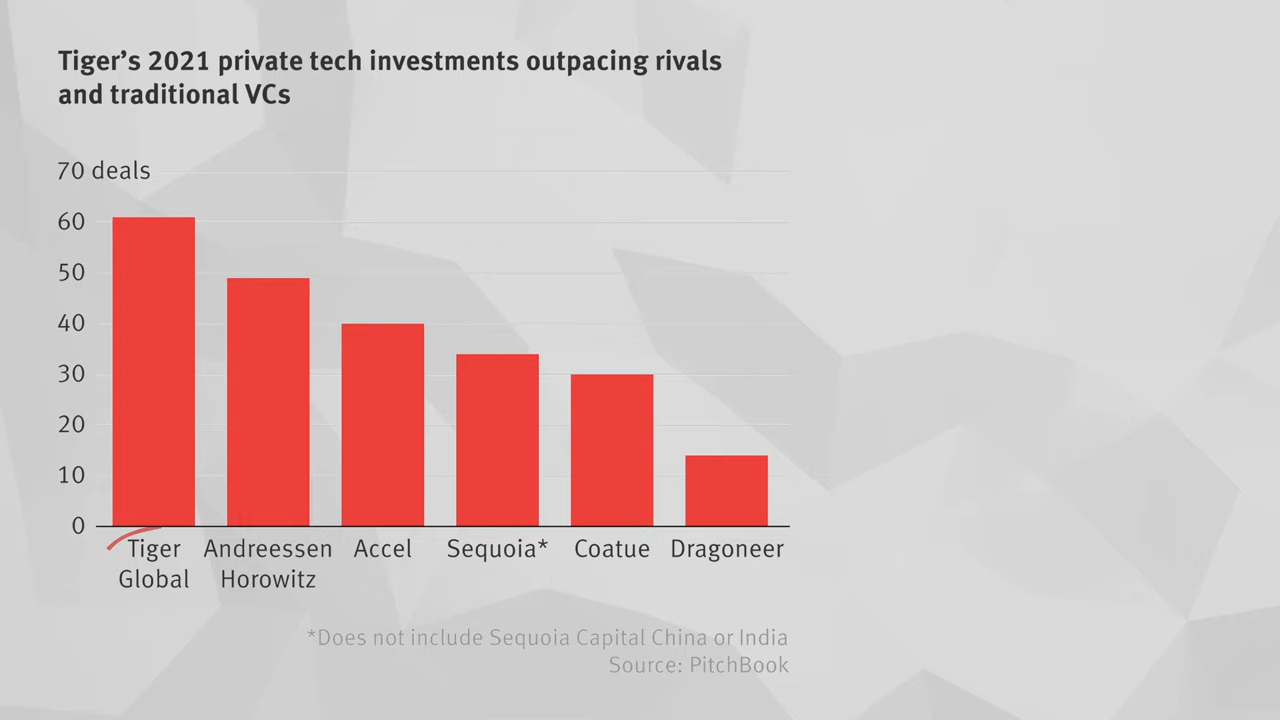 Tiger’s 2021 private tech investments outpacing rivals
and traditional VCs
70 deals
60
50
40
30
20
10
0
Tiger
Global
Andreessen
Horowitz
Accel
Sequoia*
Coatue
Dragoneer
*Does not include Sequoia Capital China or India
Source: PitchBook